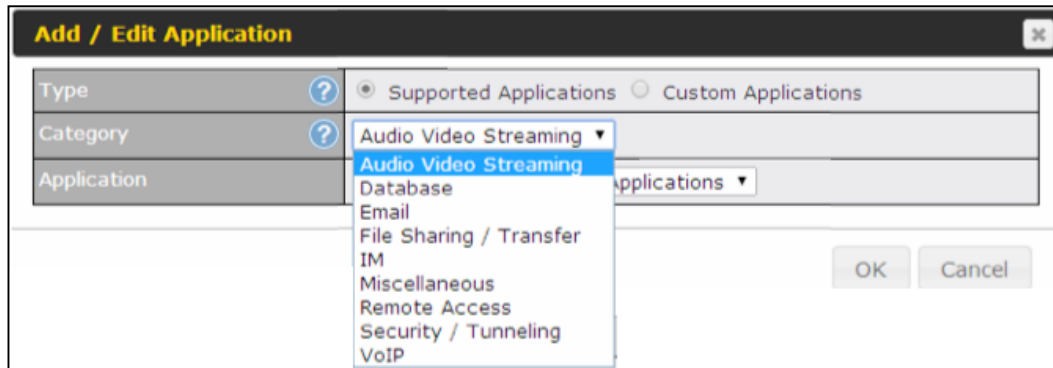 Add / Edit Application
Type ? Supported Applications Custom Applications
Category ? Audio Video Streaming
Audio Video Streaming
Application Applications
Database
Email
File Sharing / Transfer
IM
Miscellaneous
Remote Access
Security / Tunneling
VoIP
OK Cancel